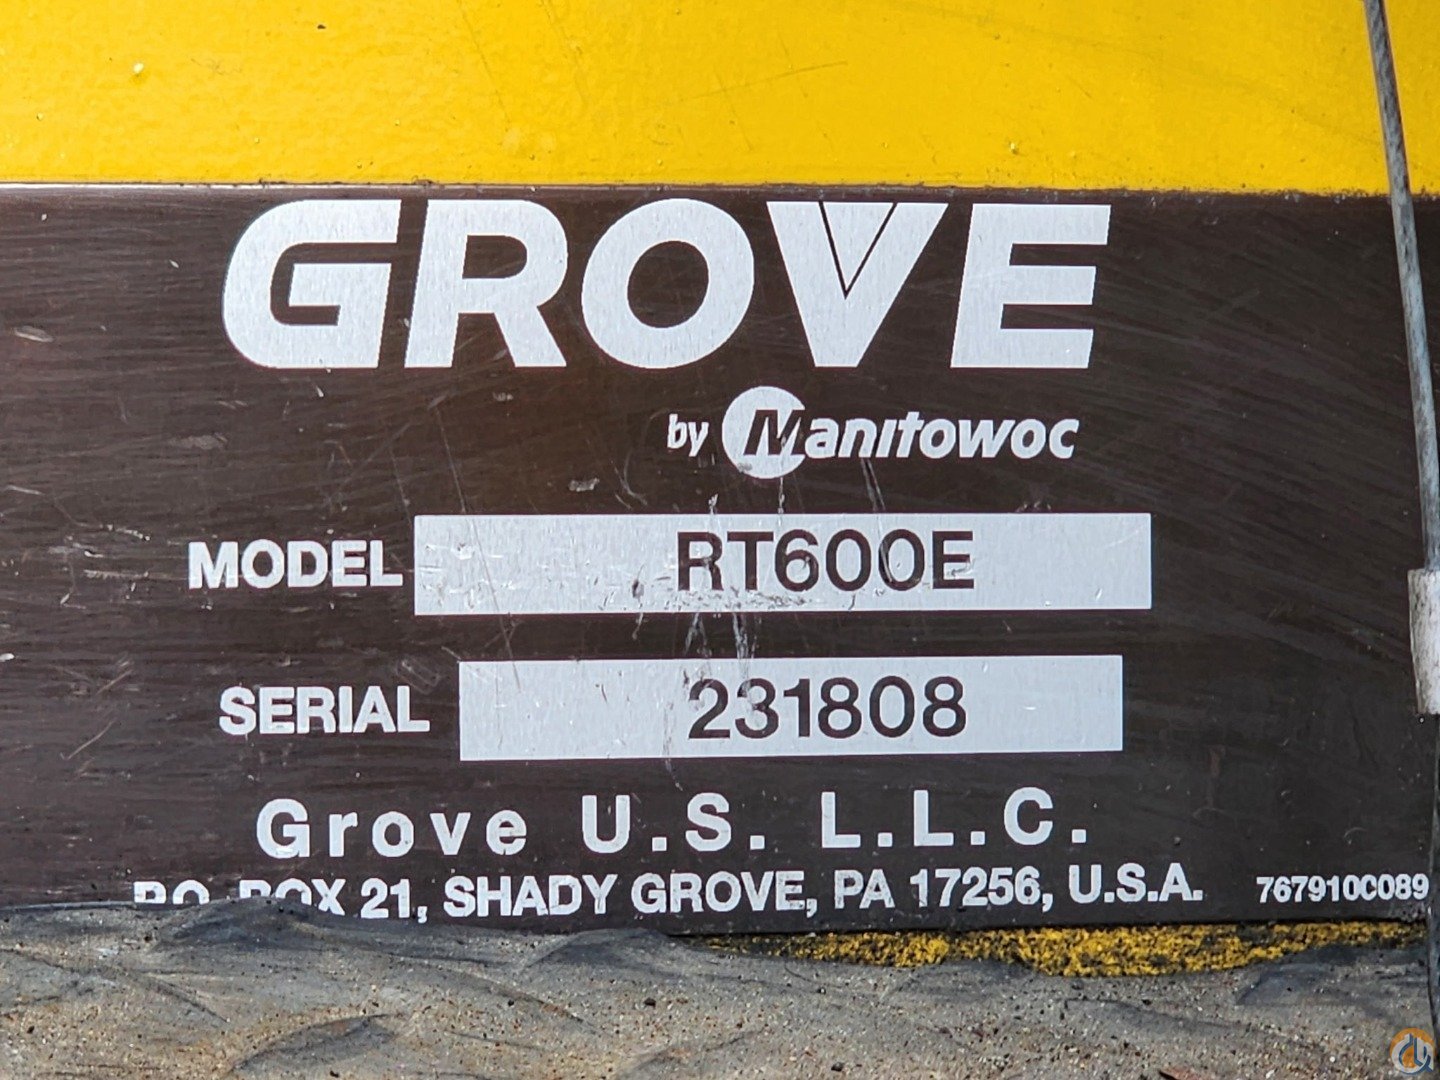 GROVE
by Manitowoc
MODEL RT600E
SERIAL 231808
Grove U.S. L.L.C.
P.O. BOX 21, SHADY GROVE, PA 17256, U.S.A. 767910C089